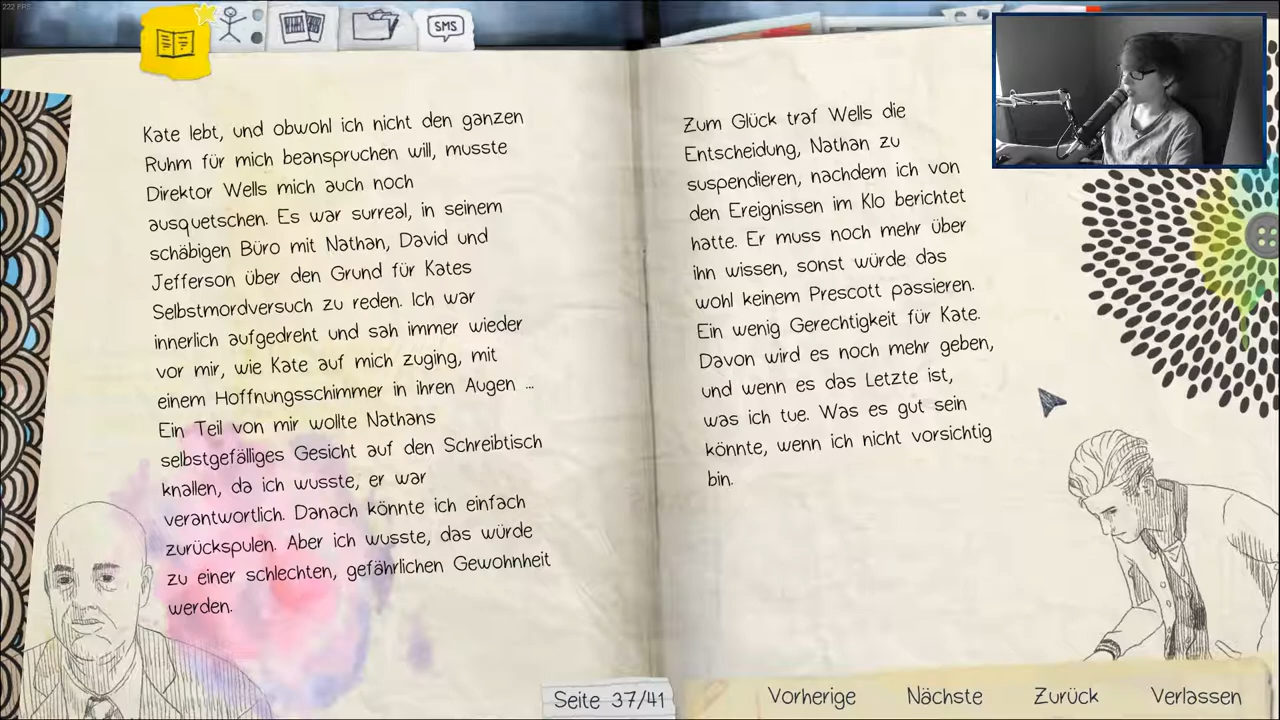 222 FPS
SMS
Kate lebt, und obwohl ich nicht den ganzen
Ruhm für mich beanspruchen will, musste
Direktor Wells mich auch noch
ausquetschen. Es war surreal, in seinem
schäbigen Büro mit Nathan, David und
Jefferson über den Grund für Kates
Selbstmordversuch zu reden. Ich war
innerlich aufgedreht und sah immer wieder
vor mir, wie Kate auf mich zuging, mit
einem Hoffnungsschimmer in ihren Augen ...
Ein Teil von mir wollte Nathans
selbstgefälliges Gesicht auf den Schreibtisch
knallen, da ich wusste, er war
verantwortlich. Danach könnte ich einfach
zurückspulen. Aber ich wusste, das würde
zu einer schlechten, gefährlichen Gewohnheit
werden.
Zum Glück traf Wells die
Entscheidung, Nathan zu
suspendieren, nachdem ich von
den Ereignissen im Klo berichtet
hatte. Er muss noch mehr über
ihn wissen, sonst würde das
wohl keinem Prescott passieren.
Ein wenig Gerechtigkeit für Kate.
Davon wird es noch mehr geben,
und wenn es das Letzte ist,
was ich tue. Was es gut sein
könnte, wenn ich nicht vorsichtig
bin.
Seite 37/41
Vorherige
Nächste
Zurück
Verlassen